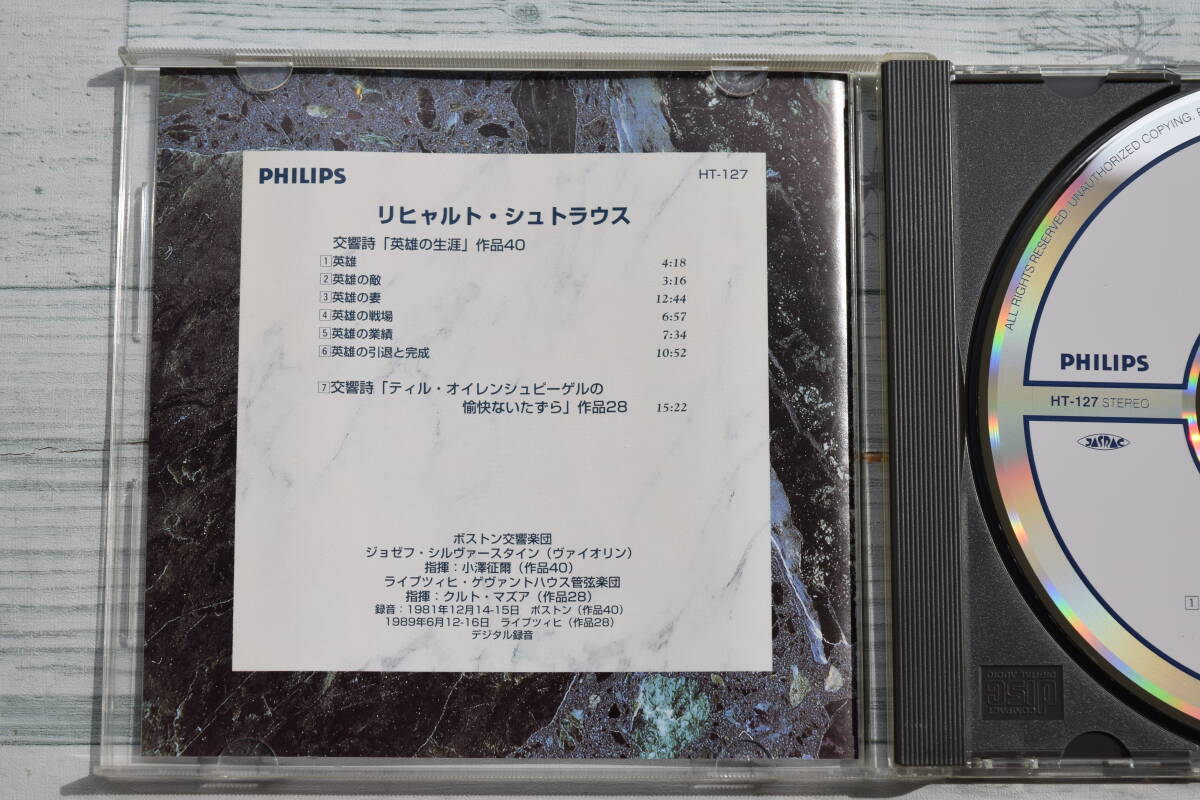 PHILIPS HT-127
リヒャルト・シュトラウス
交響詩「英雄の生涯」作品40
1 英雄 4:18
2 英雄の敵 3:16
3 英雄の妻 12:44
4 英雄の戦場 6:57
5 英雄の業績 7:34
6 英雄の引退と完成 10:52
7 交響詩「ティル・オイレンシュピーゲルの
愉快ないたずら」作品28 15:22
ボストン交響楽団
ジョゼフ・シルヴァースタイン（ヴァイオリン）
指揮：小澤征爾（作品40）
ライプツィヒ・ゲヴァントハウス管弦楽団
指揮：クルト・マズア（作品28）
録音：1981年12月14-15日 ボストン（作品40）
1989年6月12-16日 ライプツィヒ（作品28）
デジタル録音
ALL RIGHTS RESERVED · UNAUTHORIZED COPYING,
PHILIPS
HT-127 STEREO
JASRAC
1
COMPACT
disc
DIGITAL AUDIO